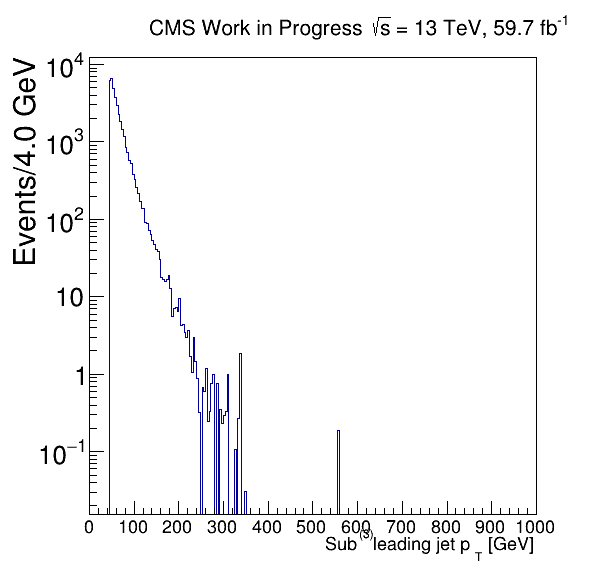 CMS Work in Progress √s = 13 TeV, 59.7 fb⁻¹
Events/4.0 GeV
10⁴
10³
10²
10
1
10⁻¹
0 100 200 300 400 500 600 700 800 900 1000
Sub⁽³⁾leading jet p_T [GeV]